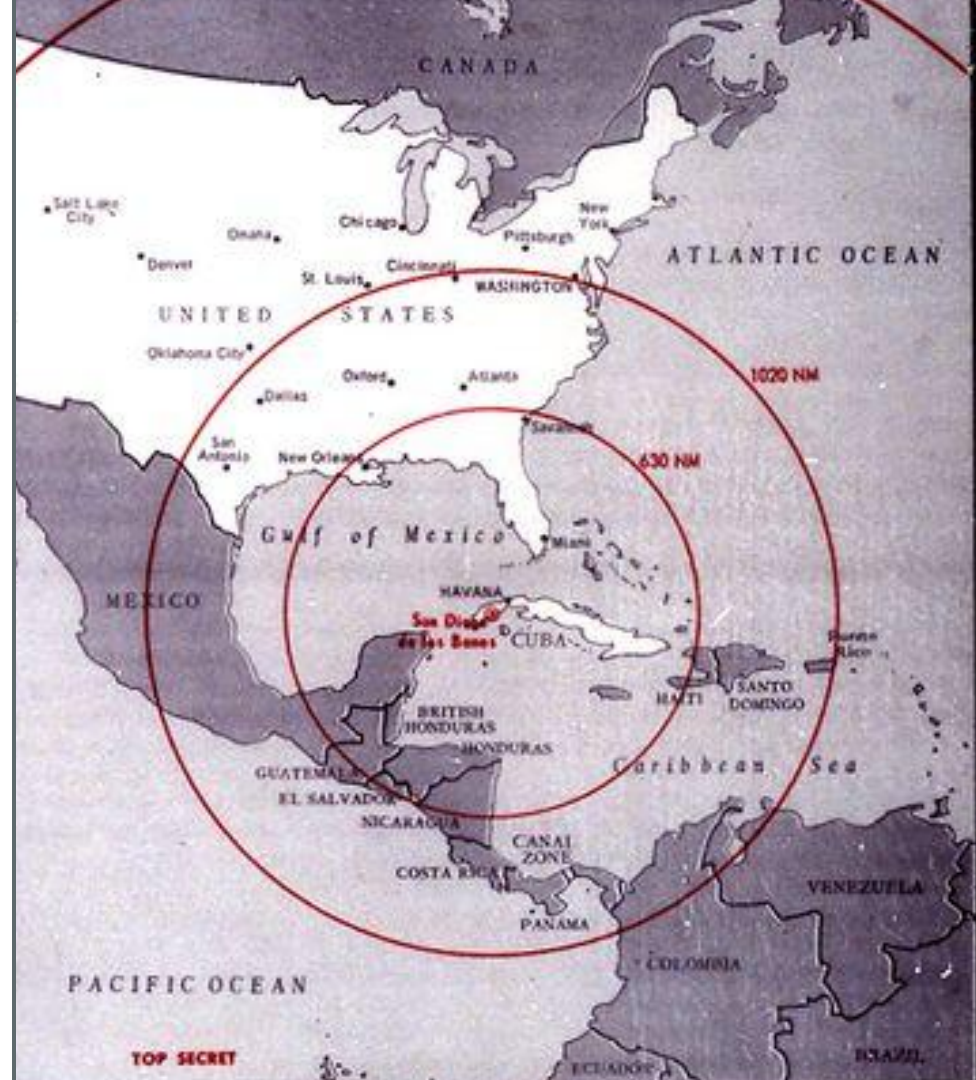 CANADA
Salt Lake
City
Omaha
Chicago
New
York
Pittsburgh
Denver
St. Louis
Cincinnati
WASHINGTON
ATLANTIC OCEAN
UNITED STATES
Oklahoma City
Oxford
Atlanta
1020 NM
Dallas
San
Antonio
New Orleans
Savannah
630 NM
Gulf of Mexico
Miami
MEXICO
HAVANA
San Diego
de los Banos
CUBA
Puerto
Rico
HAITI
SANTO
DOMINGO
BRITISH
HONDURAS
HONDURAS
Caribbean Sea
GUATEMALA
EL SALVADOR
NICARAGUA
CANAL
ZONE
COSTA RICA
VENEZUELA
PANAMA
COLOMBIA
PACIFIC OCEAN
TOP SECRET
ECUADOR
BRAZIL